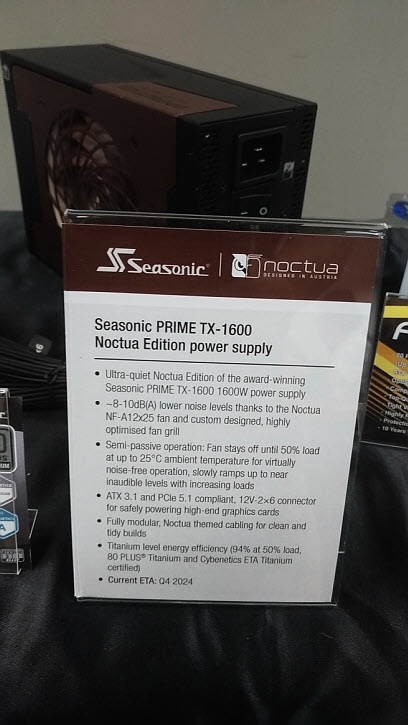 Seasonic® | noctua
DESIGNED IN AUSTRIA
Seasonic PRIME TX-1600
Noctua Edition power supply
• Ultra-quiet Noctua Edition of the award-winning
Seasonic PRIME TX-1600 1600W power supply
• ~8-10dB(A) lower noise levels thanks to the Noctua
NF-A12x25 fan and custom designed, highly
optimised fan grill
• Semi-passive operation: Fan stays off until 50% load
at up to 25°C ambient temperature for virtually
noise-free operation, slowly ramps up to near
inaudible levels with increasing loads
• ATX 3.1 and PCIe 5.1 compliant, 12V-2×6 connector
for safely powering high-end graphics cards
• Fully modular, Noctua themed cabling for clean and
tidy builds
• Titanium level energy efficiency (94% at 50% load,
80 PLUS® Titanium and Cybenetics ETA Titanium
certified)
• Current ETA: Q4 2024